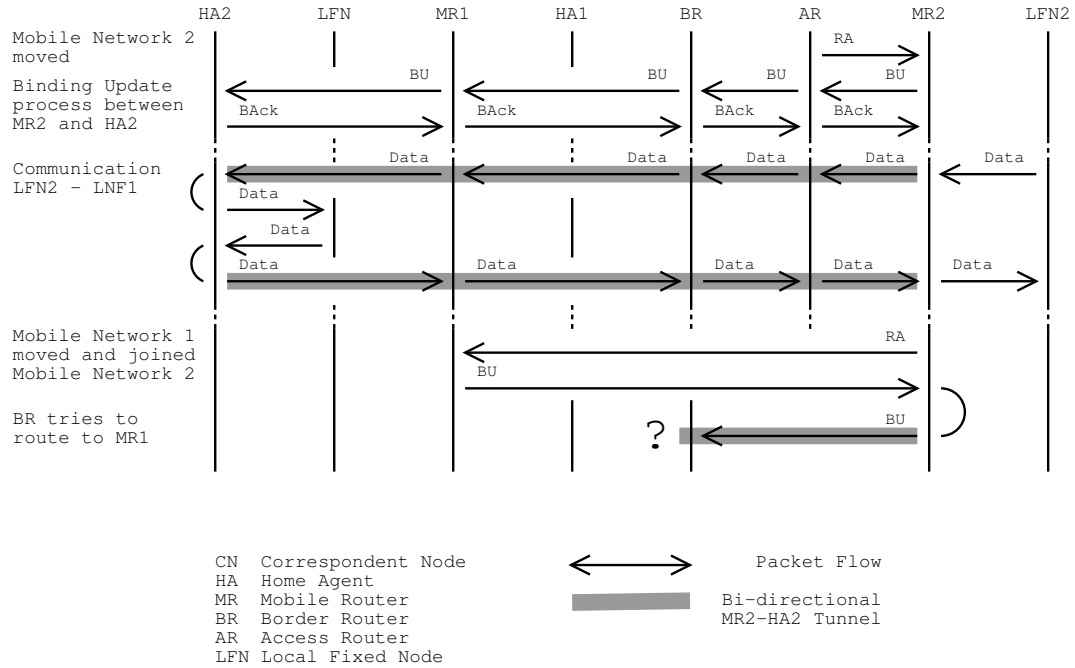 HA2 LFN MR1 HA1 BR AR MR2 LFN2
Mobile Network 2 RA
moved
BU BU BU BU
Binding Update
process between
BAck BAck BAck BAck
MR2 and HA2
Data Data Data Data Data
Communication
LFN2 - LNF1
Data
Data
Data Data Data Data Data
Mobile Network 1 RA
moved and joined
Mobile Network 2 BU
BR tries to BU
route to MR1 ?
CN Correspondent Node
HA Home Agent
MR Mobile Router
BR Border Router
AR Access Router
LFN Local Fixed Node
Packet Flow
Bi-directional
MR2-HA2 Tunnel